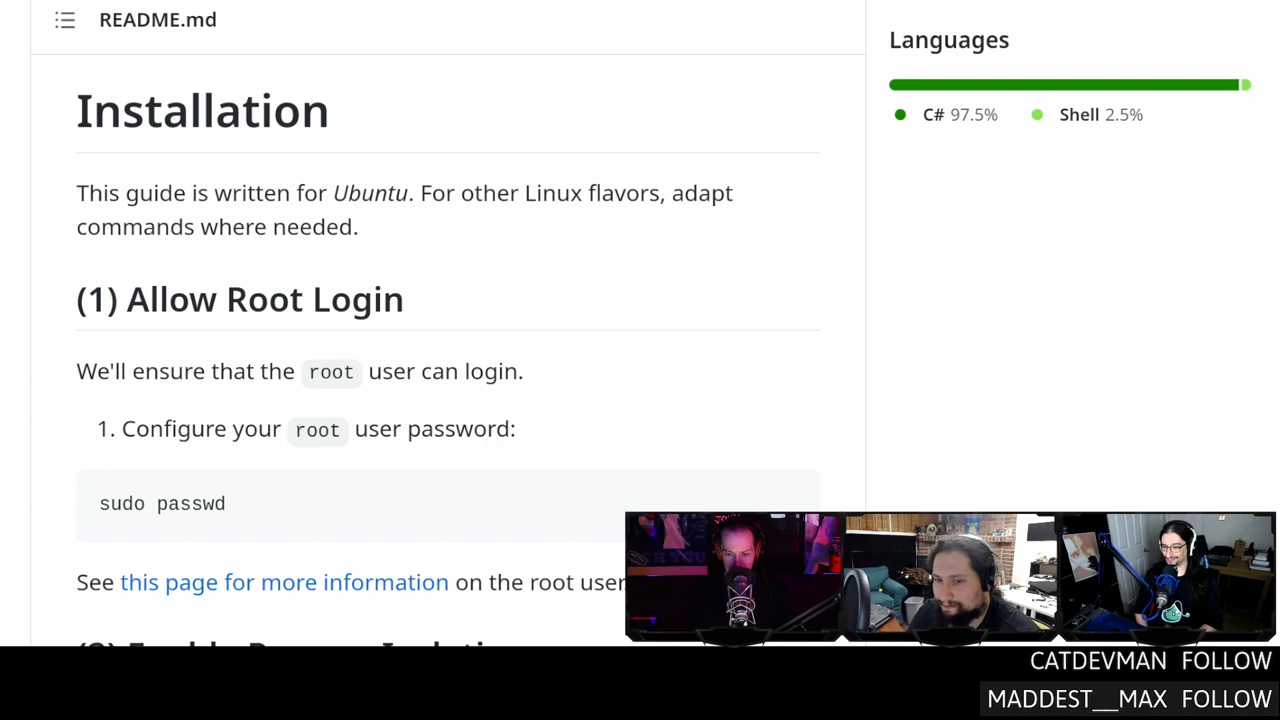 README.md
Installation
This guide is written for Ubuntu. For other Linux flavors, adapt
commands where needed.
(1) Allow Root Login
We'll ensure that the root user can login.
1. Configure your root user password:
sudo passwd
See this page for more information on the root user
Languages
C# 97.5% Shell 2.5%
CATDEVMAN FOLLOW
MADDEST__MAX FOLLOW